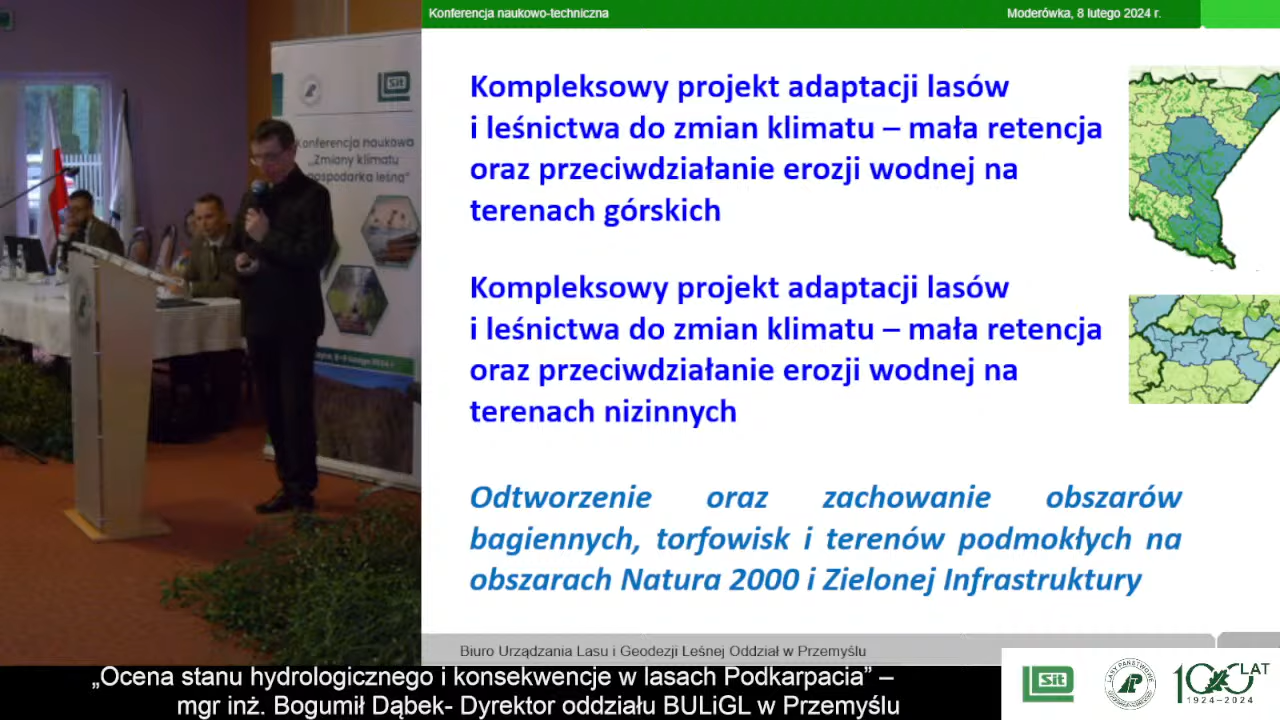 Konferencja naukowo-techniczna
Moderówka, 8 lutego 2024 r.
Sit
Konferencja naukowa
„Zmiany klimatu
gospodarka leśna”
Kompleksowy projekt adaptacji lasów
i leśnictwa do zmian klimatu – mała retencja
oraz przeciwdziałanie erozji wodnej na
terenach górskich
Kompleksowy projekt adaptacji lasów
i leśnictwa do zmian klimatu – mała retencja
oraz przeciwdziałanie erozji wodnej na
terenach nizinnych
Odtworzenie oraz zachowanie obszarów
bagiennych, torfowisk i terenów podmokłych na
obszarach Natura 2000 i Zielonej Infrastruktury
Biuro Urządzania Lasu i Geodezji Leśnej Oddział w Przemyślu
„Ocena stanu hydrologicznego i konsekwencje w lasach Podkarpacia” –
mgr inż. Bogumił Dąbek- Dyrektor oddziału BULiGL w Przemyślu
Sit
LASY PAŃSTWOWE
100 LAT
1924-2024